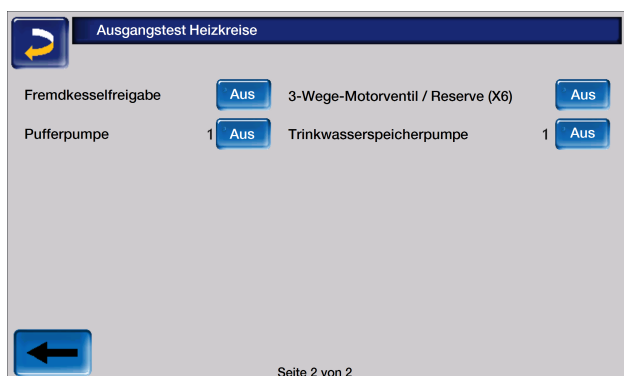 Ausgangstest Heizkreise
Fremdkesselfreigabe Aus 3-Wege-Motorventil / Reserve (X6) Aus
Pufferpumpe 1 Aus Trinkwasserspeicherpumpe 1 Aus
Seite 2 von 2